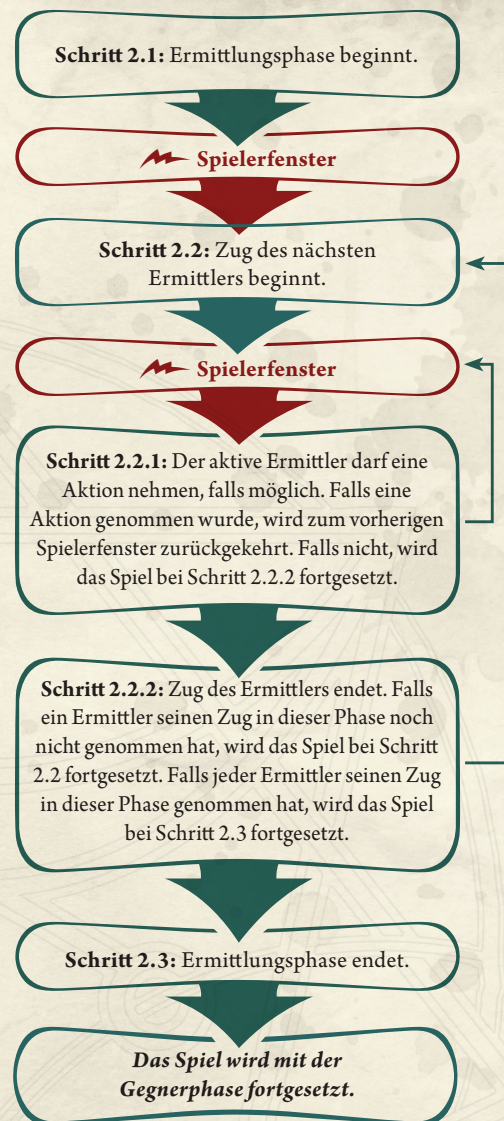 Schritt 2.1: Ermittlungsphase beginnt.
Spielerfenster
Schritt 2.2: Zug des nächsten
Ermittlers beginnt.
Spielerfenster
Schritt 2.2.1: Der aktive Ermittler darf eine
Aktion nehmen, falls möglich. Falls eine
Aktion genommen wurde, wird zum vorherigen
Spielerfenster zurückgekehrt. Falls nicht, wird
das Spiel bei Schritt 2.2.2 fortgesetzt.
Schritt 2.2.2: Zug des Ermittlers endet. Falls
ein Ermittler seinen Zug in dieser Phase noch
nicht genommen hat, wird das Spiel bei Schritt
2.2 fortgesetzt. Falls jeder Ermittler seinen Zug
in dieser Phase genommen hat, wird das Spiel
bei Schritt 2.3 fortgesetzt.
Schritt 2.3: Ermittlungsphase endet.
Das Spiel wird mit der
Gegnerphase fortgesetzt.